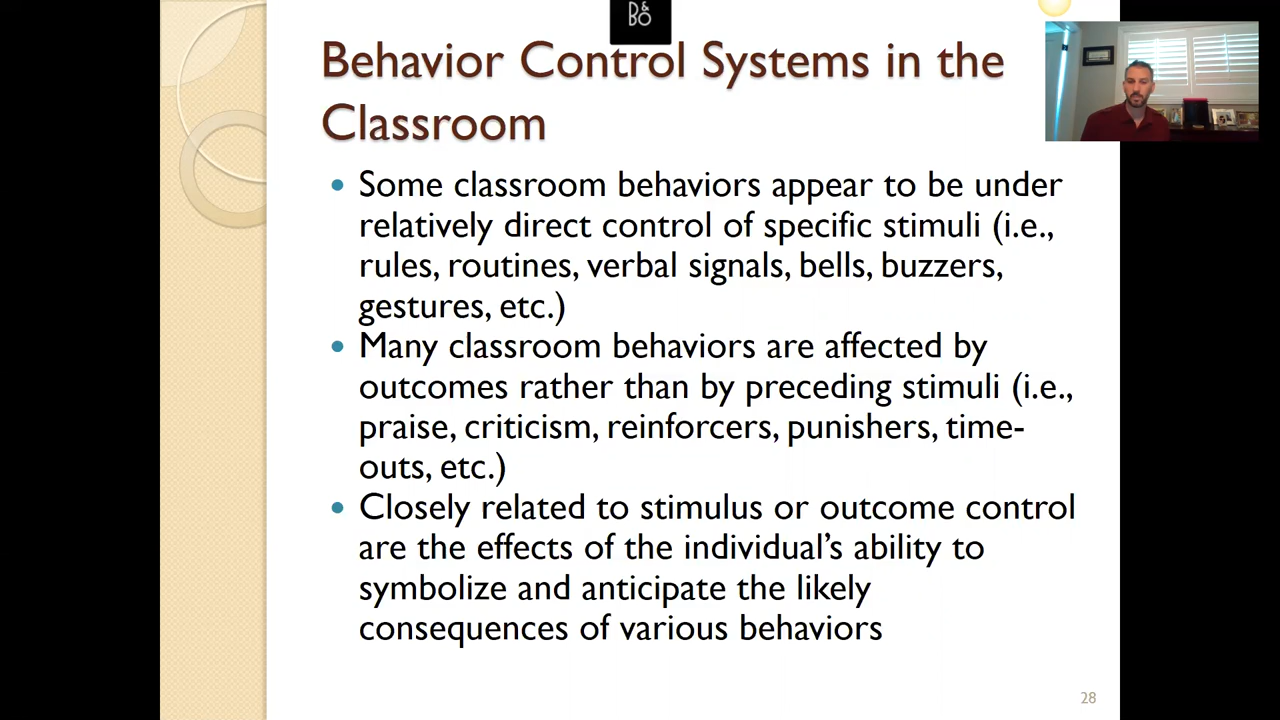 B&O
Behavior Control Systems in the
Classroom
Some classroom behaviors appear to be under
relatively direct control of specific stimuli (i.e.,
rules, routines, verbal signals, bells, buzzers,
gestures, etc.)
Many classroom behaviors are affected by
outcomes rather than by preceding stimuli (i.e.,
praise, criticism, reinforcers, punishers, time-
outs, etc.)
Closely related to stimulus or outcome control
are the effects of the individual’s ability to
symbolize and anticipate the likely
consequences of various behaviors
28